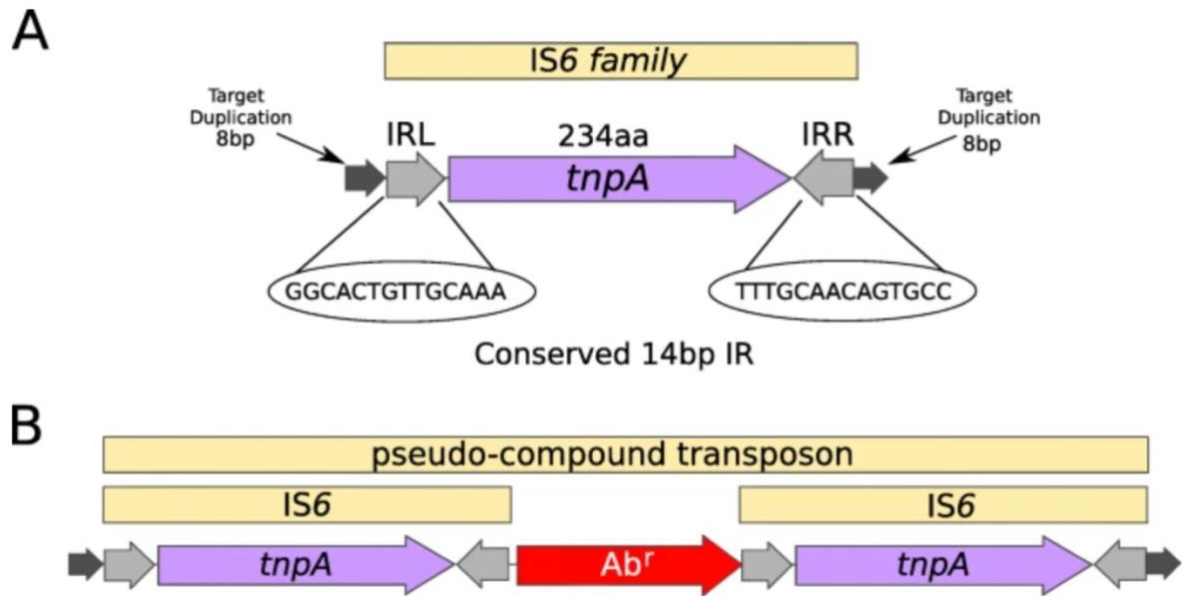 A
IS6 family
Target
Duplication
8bp
IRL
234aa
IRR
Target
Duplication
8bp
tnpA
GGCACTGTTGCAAA
TTTGCAACAGTGCC
Conserved 14bp IR
B
pseudo-compound transposon
IS6
IS6
tnpA
Abʳ
tnpA